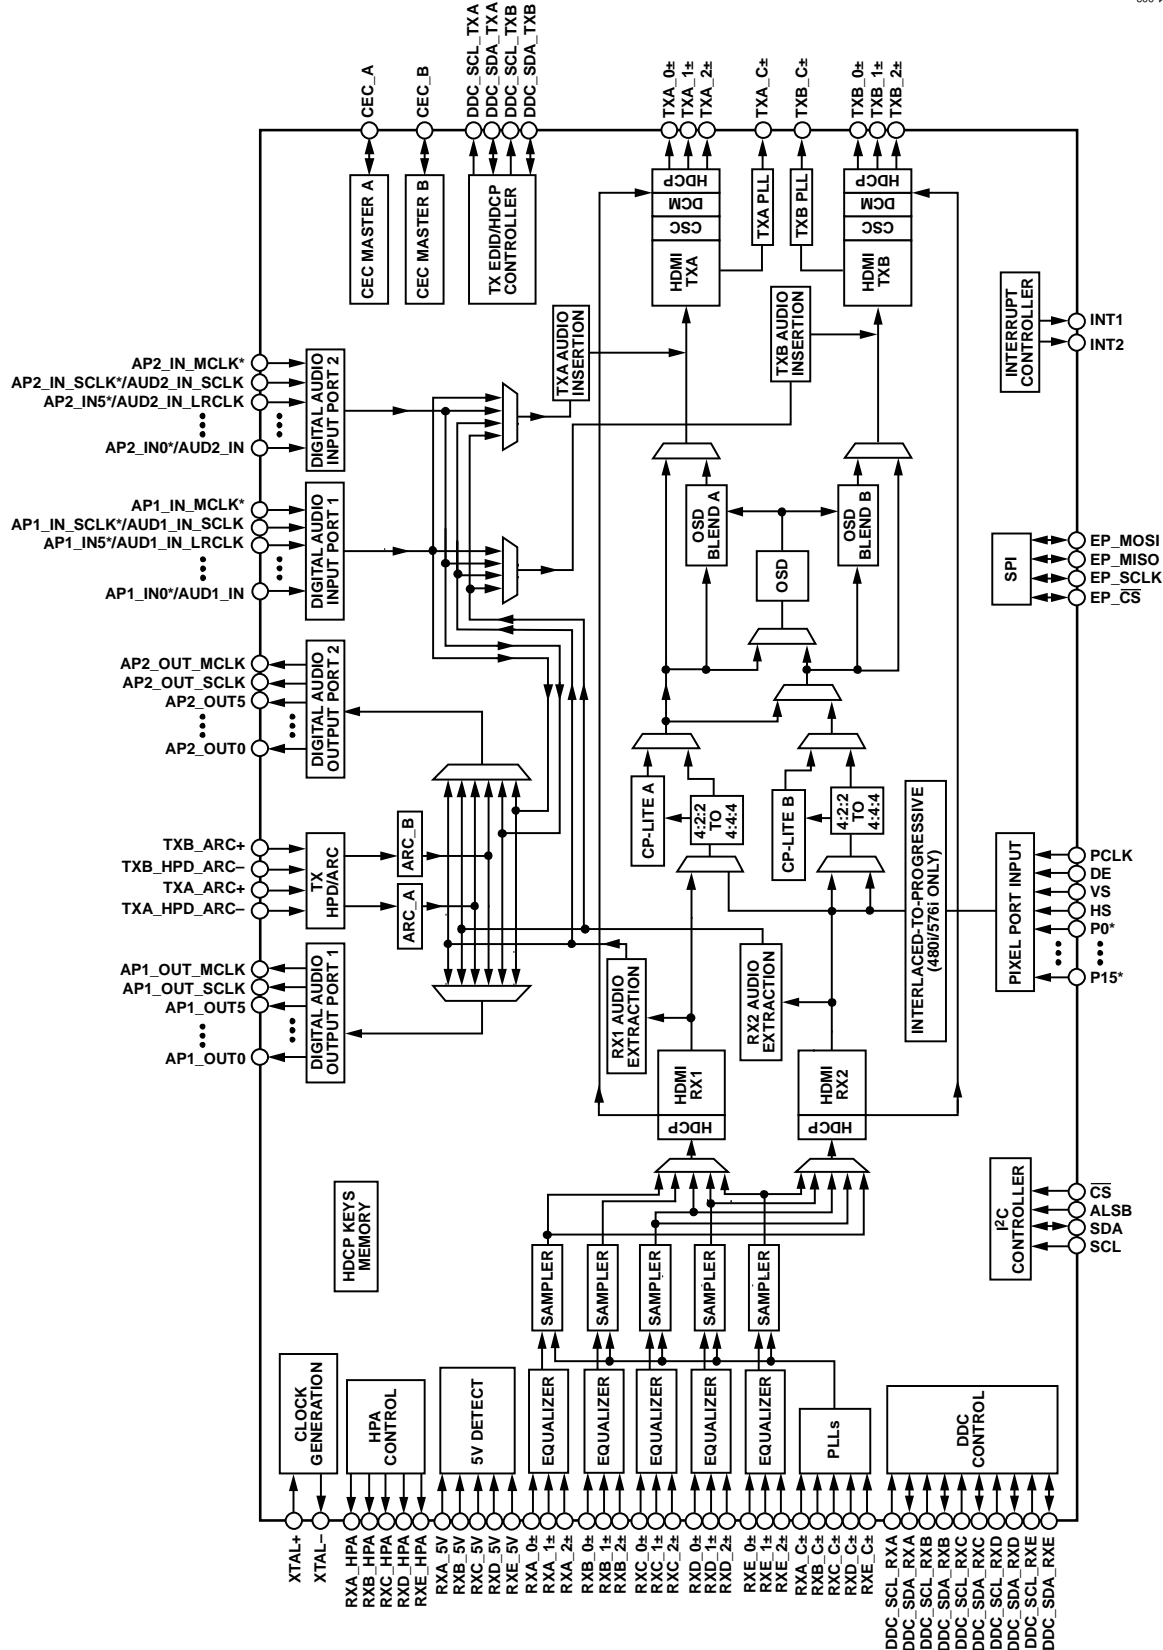 CEC_A
CEC_B
DDC_SCL_TXA
DDC_SDA_TXA
DDC_SCL_TXB
DDC_SDA_TXB
TXA_0±
TXA_1±
TXA_2±
TXA_C±
TXB_C±
TXB_0±
TXB_1±
TXB_2±
CEC MASTER A
CEC MASTER B
TX EDID/HDCP
CONTROLLER
HDCP
DCM
CSC
HDMI
TXA
TXA PLL
TXB PLL
HDCP
DCM
CSC
HDMI
TXB
INTERRUPT
CONTROLLER
INT1
INT2
TXA AUDIO
INSERTION
TXB AUDIO
INSERTION
AP2_IN_MCLK*
AP2_IN_SCLK*/AUD2_IN_SCLK
AP2_IN5*/AUD2_IN_LRCLK
AP2_IN0*/AUD2_IN
DIGITAL AUDIO
INPUT PORT 2
AP1_IN_MCLK*
AP1_IN_SCLK*/AUD1_IN_SCLK
AP1_IN5*/AUD1_IN_LRCLK
AP1_IN0*/AUD1_IN
DIGITAL AUDIO
INPUT PORT 1
OSD
BLEND A
OSD
OSD
BLEND B
SPI
EP_MOSI
EP_MISO
EP_SCLK
EP_C̅S̅
AP2_OUT_MCLK
AP2_OUT_SCLK
AP2_OUT5
AP2_OUT0
DIGITAL AUDIO
OUTPUT PORT 2
CP-LITE A
4:2:2
TO
4:4:4
CP-LITE B
4:2:2
TO
4:4:4
INTERLACED-TO-PROGRESSIVE
(480i/576i ONLY)
PIXEL PORT INPUT
PCLK
DE
VS
HS
P0*
P15*
TXB_ARC+
TXB_HPD_ARC–
TXA_ARC+
TXA_HPD_ARC–
TX
HPD/ARC
ARC_B
ARC_A
AP1_OUT_MCLK
AP1_OUT_SCLK
AP1_OUT5
AP1_OUT0
DIGITAL AUDIO
OUTPUT PORT 1
RX1 AUDIO
EXTRACTION
RX2 AUDIO
EXTRACTION
HDMI
RX1
HDCP
HDMI
RX2
HDCP
HDCP KEYS
MEMORY
I²C
CONTROLLER
C̅S̅
ALSB
SDA
SCL
SAMPLER
SAMPLER
SAMPLER
SAMPLER
SAMPLER
CLOCK
GENERATION
HPA
CONTROL
5V DETECT
EQUALIZER
EQUALIZER
EQUALIZER
EQUALIZER
EQUALIZER
PLLs
DDC
CONTROL
XTAL+
XTAL–
RXA_HPA
RXB_HPA
RXC_HPA
RXD_HPA
RXE_HPA
RXA_5V
RXB_5V
RXC_5V
RXD_5V
RXE_5V
RXA_0±
RXA_1±
RXA_2±
RXB_0±
RXB_1±
RXB_2±
RXC_0±
RXC_1±
RXC_2±
RXD_0±
RXD_1±
RXD_2±
RXE_0±
RXE_1±
RXE_2±
RXA_C±
RXB_C±
RXC_C±
RXD_C±
RXE_C±
DDC_SCL_RXA
DDC_SDA_RXA
DDC_SCL_RXB
DDC_SDA_RXB
DDC_SCL_RXC
DDC_SDA_RXC
DDC_SCL_RXD
DDC_SDA_RXD
DDC_SCL_RXE
DDC_SDA_RXE